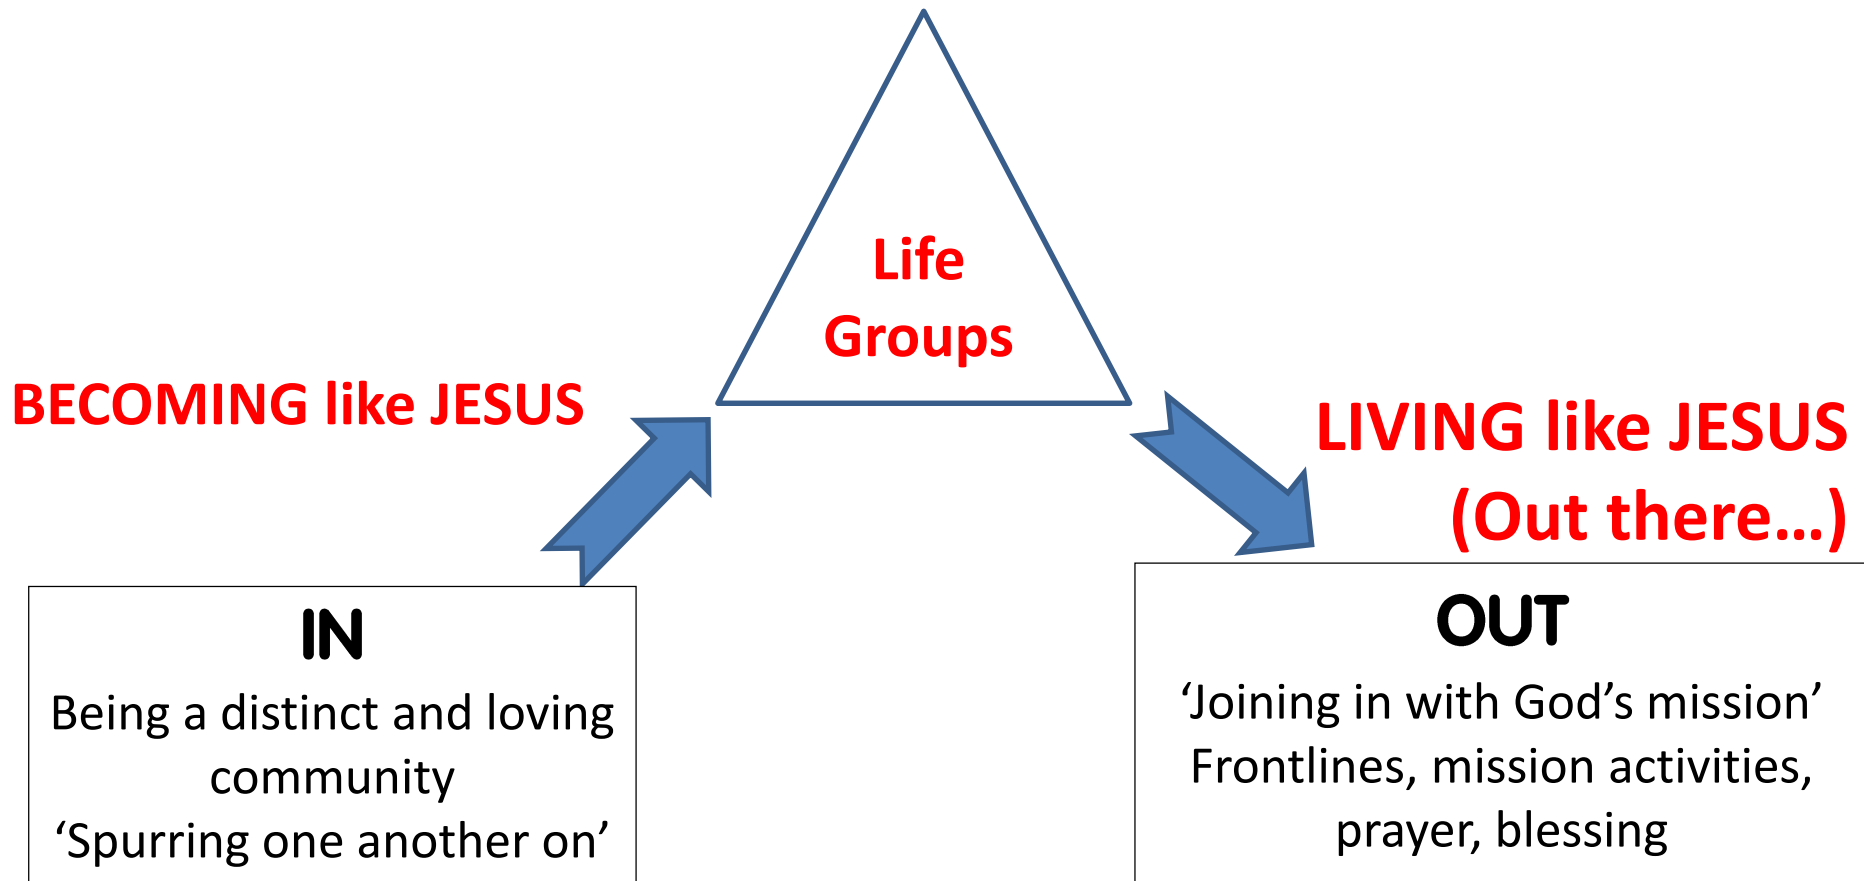 Life
Groups
BECOMING like JESUS
LIVING like JESUS
(Out there…)
IN
Being a distinct and loving
community
‘Spurring one another on’
OUT
‘Joining in with God’s mission’
Frontlines, mission activities,
prayer, blessing